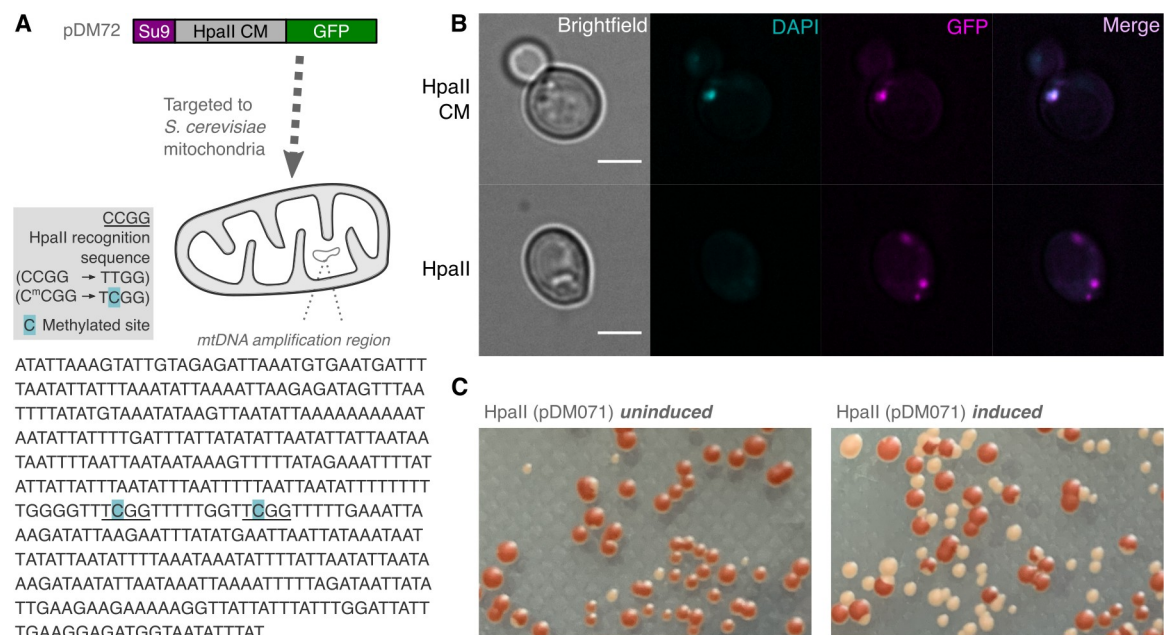 A
pDM72
Su9 HpaII CM GFP
Targeted to
S. cerevisiae
mitochondria
CCGG
HpaII recognition
sequence
(CCGG → TTGG)
(CmCGG → TCGG)
C Methylated site
mtDNA amplification region
ATATTAAAGTATTGTAGAGATTAAATGTGAATGATTT
TAATATTATTTAAATATTAAAATTAAGAGATAGTTTAA
TTTTATATGTAAATATAAGTTAATATTAAAAAAAAAAT
AATATTATTTTGATTTATTATATATTAATATTATTAATAA
TAATTTTAATTAATAATAAAGTTTTTATAGAAATTTTAT
ATTATTATTTAATATTTAATTTTTAATTAATATTTTTTTT
TGGGGTTTCGGTTTTTGGTTCGGTTTTTGAAATTA
AAGATATTAAGAATTTATATGAATTAATTATAAATAAT
TATATTAATATTTTAAATAAATATTTTATTAATATTAATA
AAGATAATATTAATAAATTAAAATTTTTAGATAATTATA
TTGAAGAAGAAAAAGGTTATTATTTATTTGGATTATT
TGAAGGAGATGGTAATATTTAT
B
Brightfield DAPI GFP Merge
HpaII
CM
HpaII
C
HpaII (pDM071) uninduced
HpaII (pDM071) induced